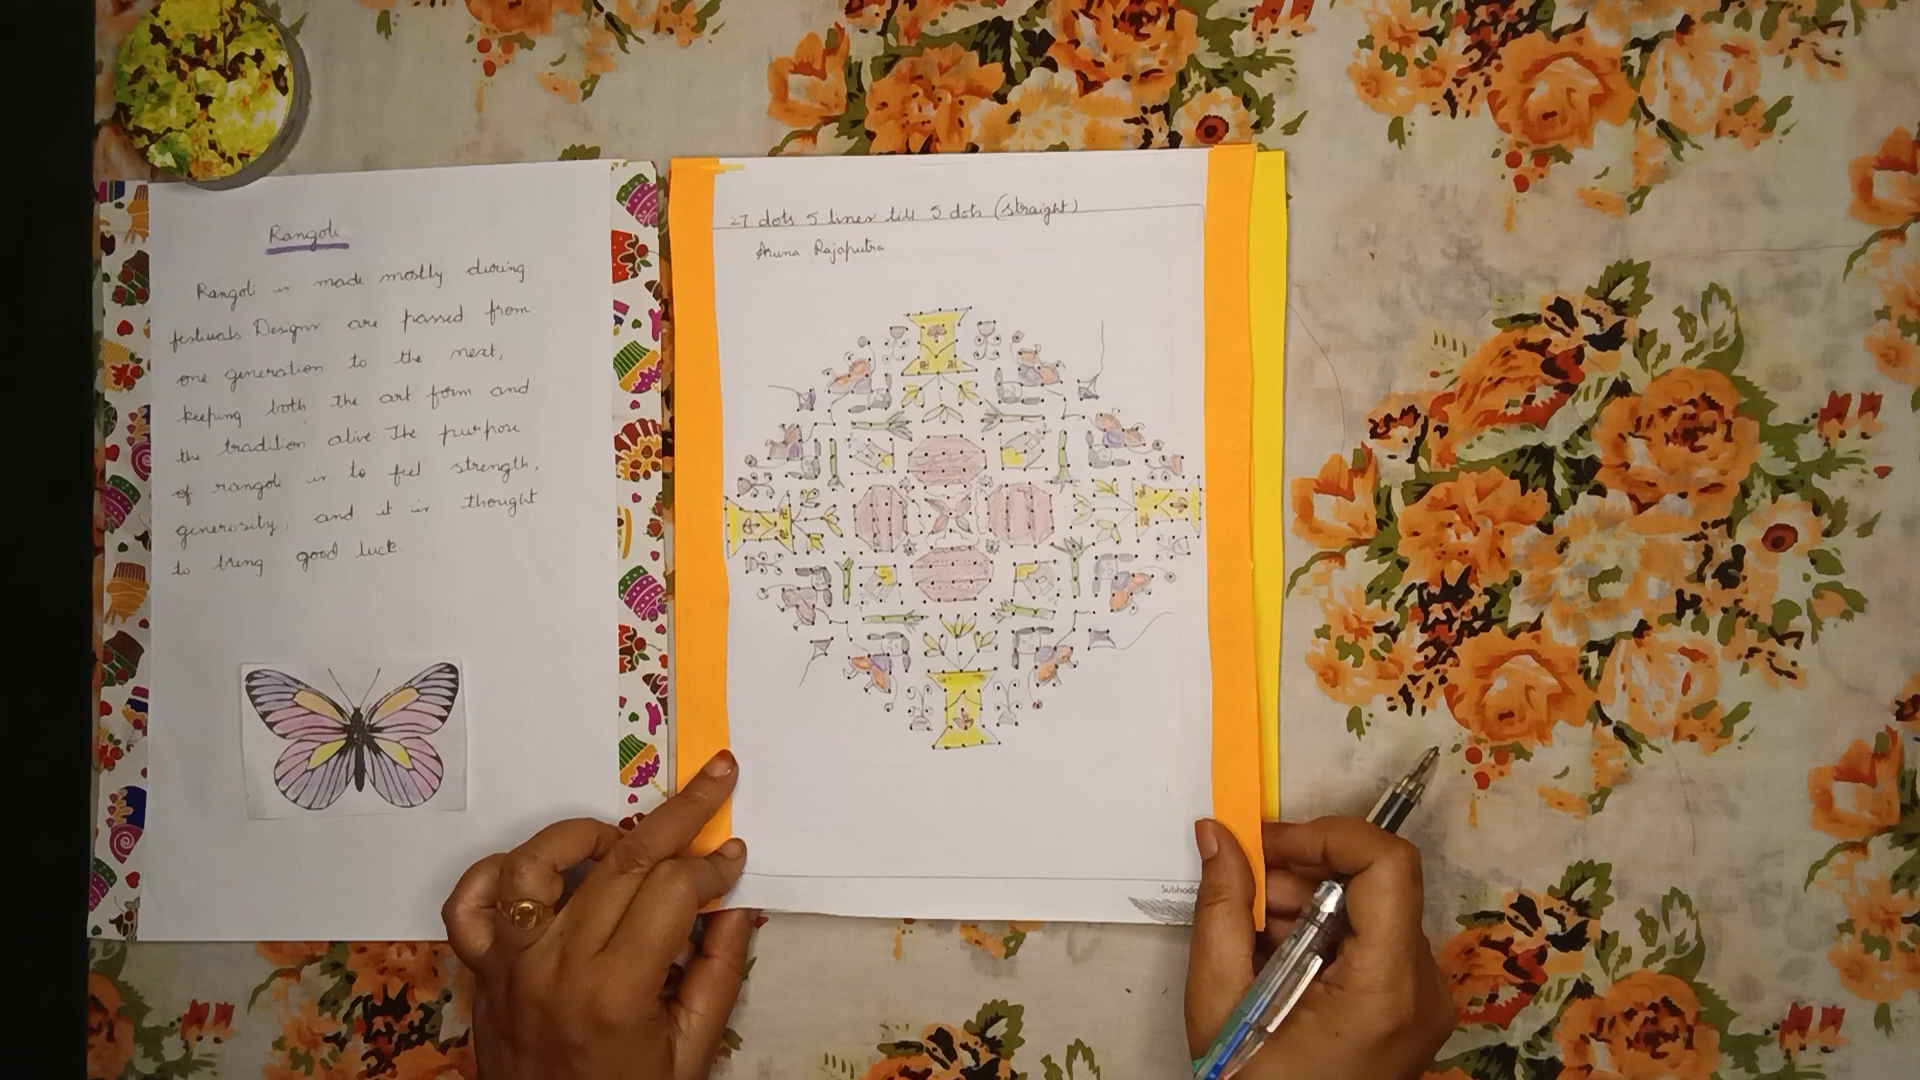 Rangoli
Rangoli is made mostly during
festivals Designs are passed from
one generation to the next,
keeping both the art form and
the tradition alive. The purpose
of rangoli is to feel strength,
generosity, and it is thought
to bring good luck.
27 dots 5 lines till 5 dots (straight)
Aruna Rajaputra